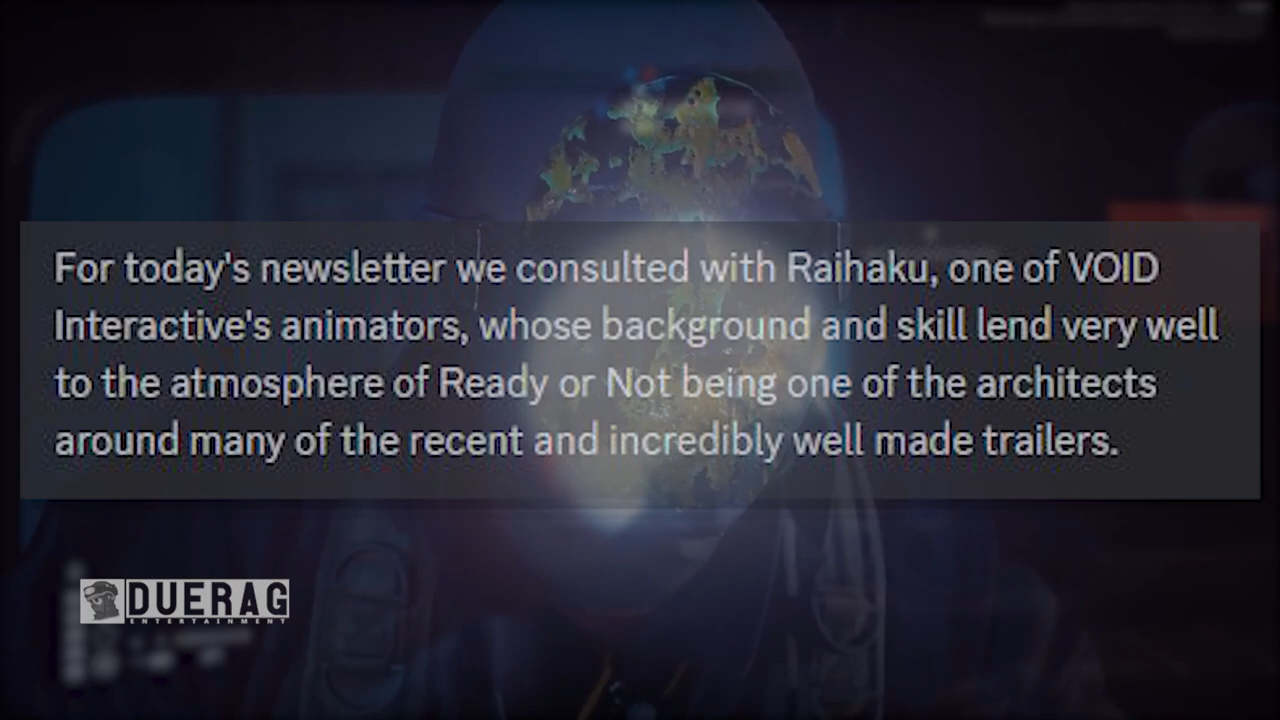 For today's newsletter we consulted with Raihaku, one of VOID
Interactive's animators, whose background and skill lend very well
to the atmosphere of Ready or Not being one of the architects
around many of the recent and incredibly well made trailers.
DUERAG
ENTERTAINMENT